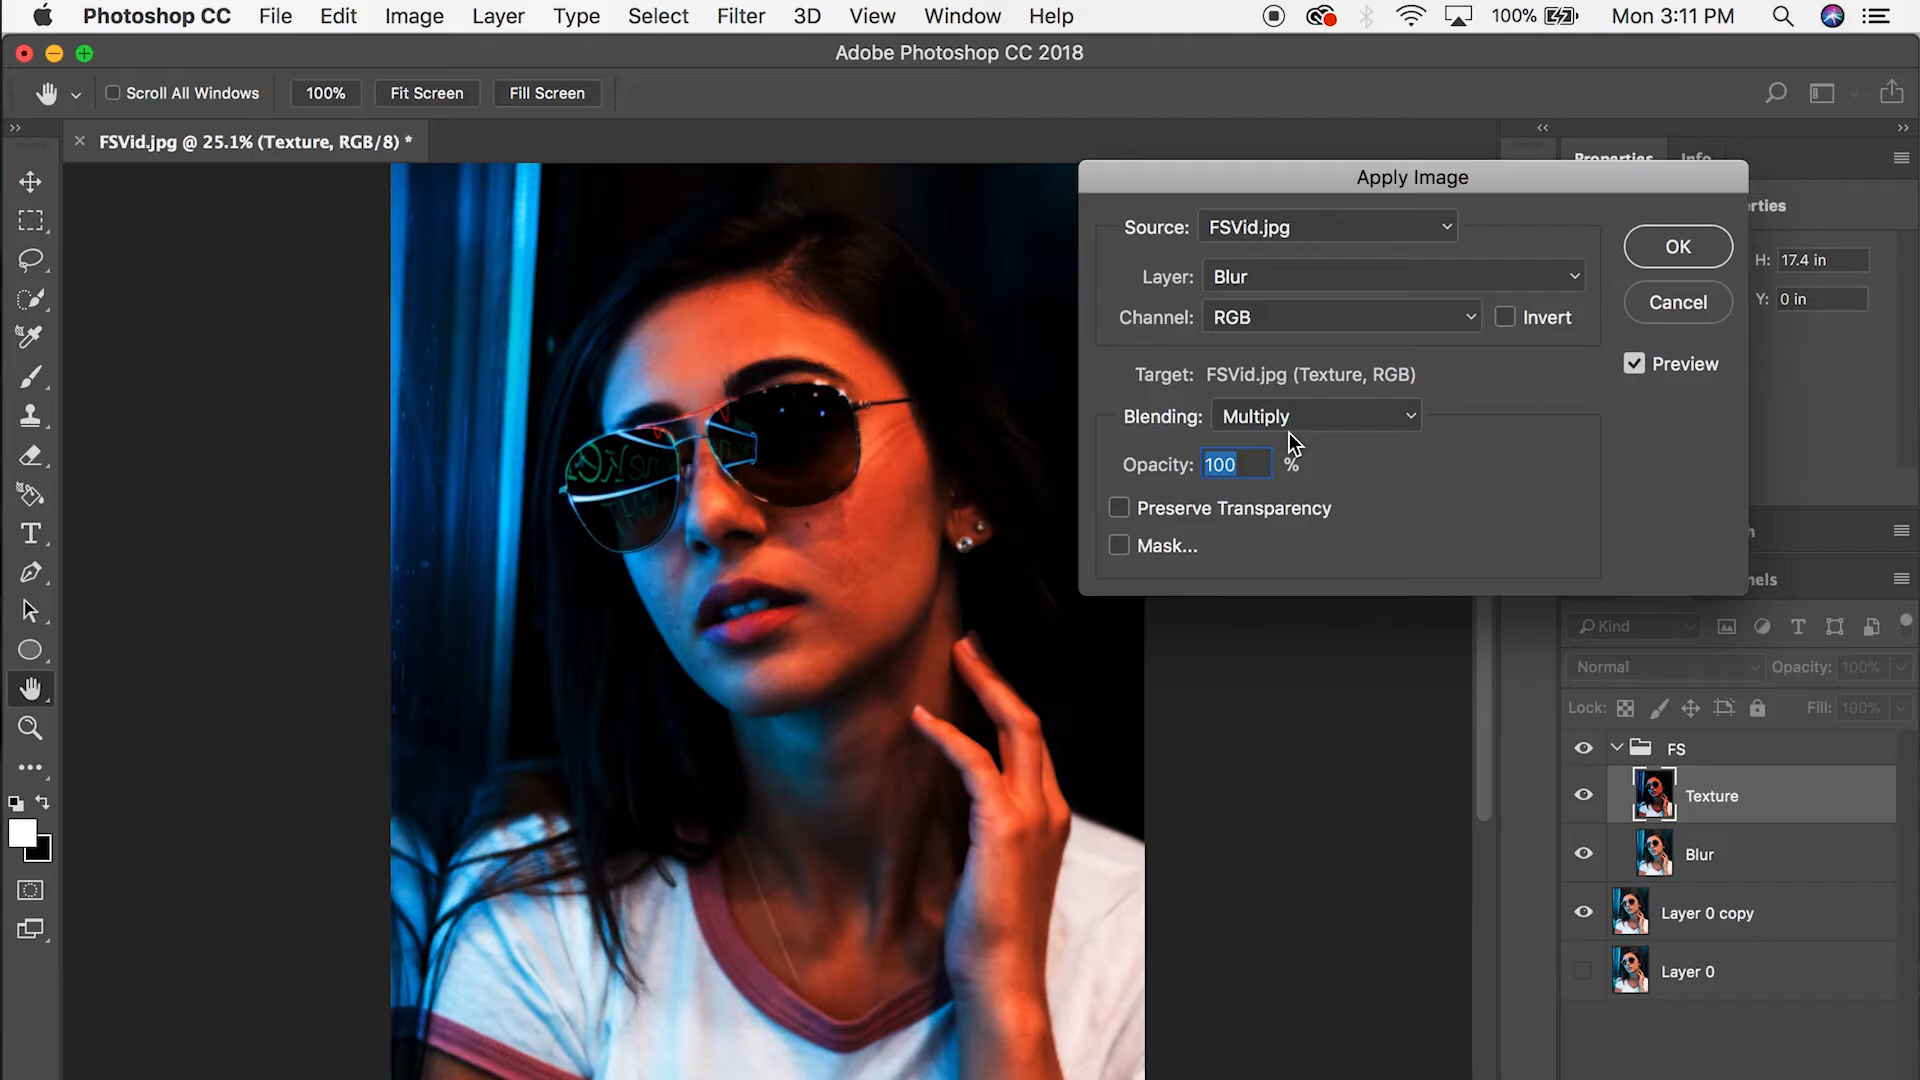 Photoshop CC File Edit Image Layer Type Select Filter 3D View Window Help 100% Mon 3:11 PM
Adobe Photoshop CC 2018
Scroll All Windows 100% Fit Screen Fill Screen
FSVid.jpg @ 25.1% (Texture, RGB/8) *
Properties Info
Apply Image
rties
Source: FSVid.jpg
OK
H: 17.4 in
Layer: Blur
Cancel
Y: 0 in
Channel: RGB Invert
Preview
Target: FSVid.jpg (Texture, RGB)
Blending: Multiply
Opacity: 100 %
Preserve Transparency
Mask...
nels
Kind
Normal Opacity: 100%
Lock: Fill: 100%
FS
Texture
Blur
Layer 0 copy
Layer 0